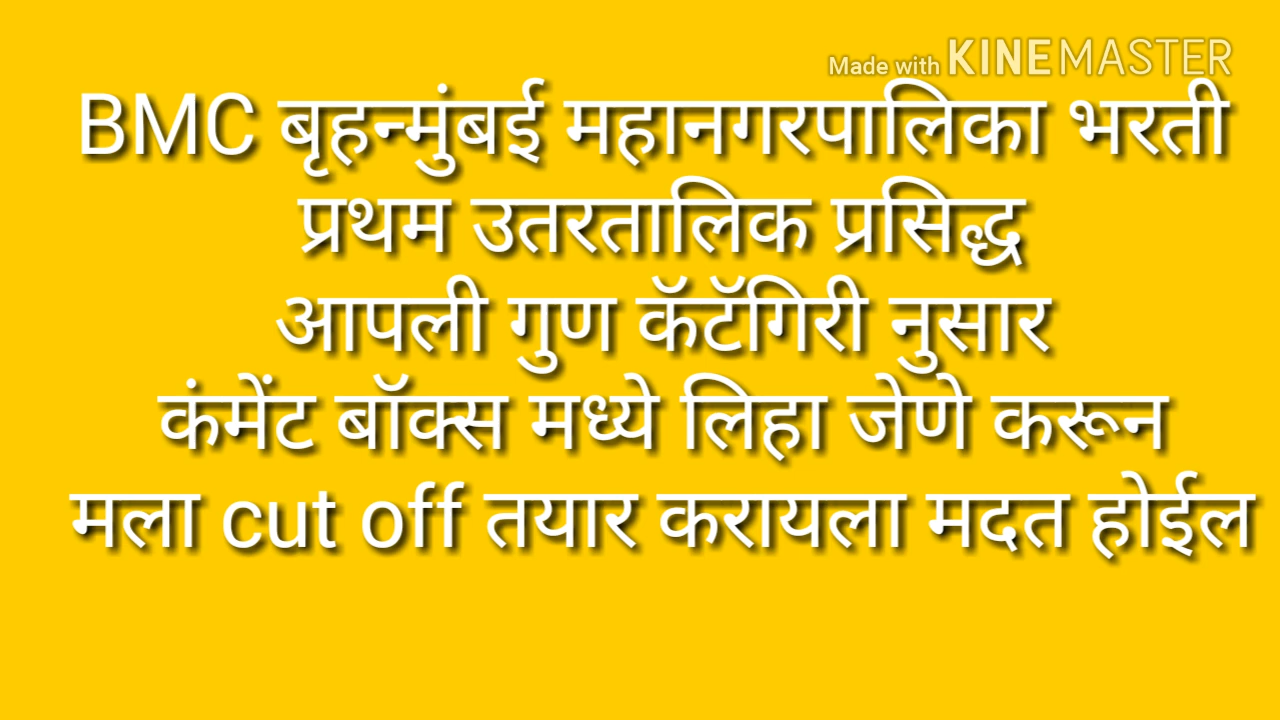 Made with KINEMASTER
BMC बृहन्मुंबई महानगरपालिका भरती
प्रथम उतरतालिक प्रसिद्ध
आपली गुण कॅटॅगिरी नुसार
कंमेंट बॉक्स मध्ये लिहा जेणे करून
मला cut off तयार करायला मदत होईल